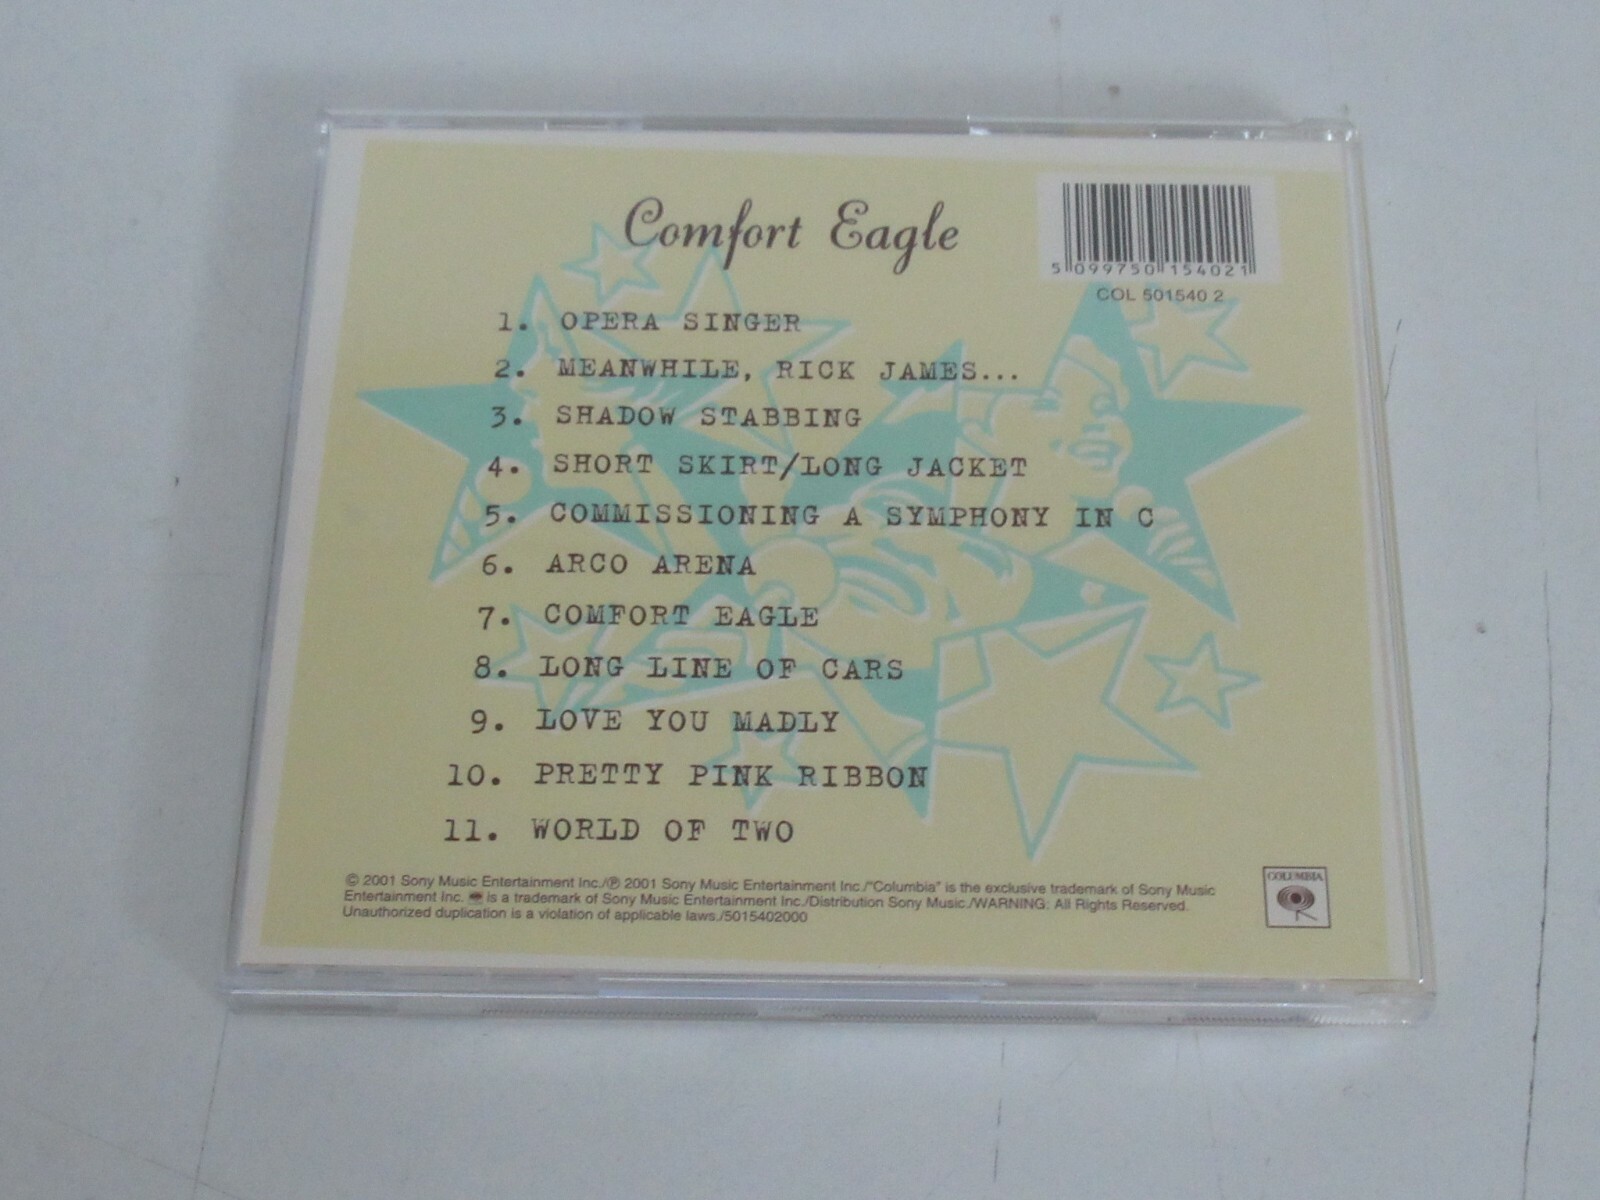 Comfort Eagle
5 099750 154021
COL 501540 2
1. OPERA SINGER
2. MEANWHILE, RICK JAMES...
3. SHADOW STABBING
4. SHORT SKIRT/LONG JACKET
5. COMMISSIONING A SYMPHONY IN C
6. ARCO ARENA
7. COMFORT EAGLE
8. LONG LINE OF CARS
9. LOVE YOU MADLY
10. PRETTY PINK RIBBON
11. WORLD OF TWO
© 2001 Sony Music Entertainment Inc./℗ 2001 Sony Music Entertainment Inc./"Columbia" is the exclusive trademark of Sony Music
Entertainment Inc. is a trademark of Sony Music Entertainment Inc./Distribution Sony Music./WARNING: All Rights Reserved.
Unauthorized duplication is a violation of applicable laws./5015402000
COLUMBIA